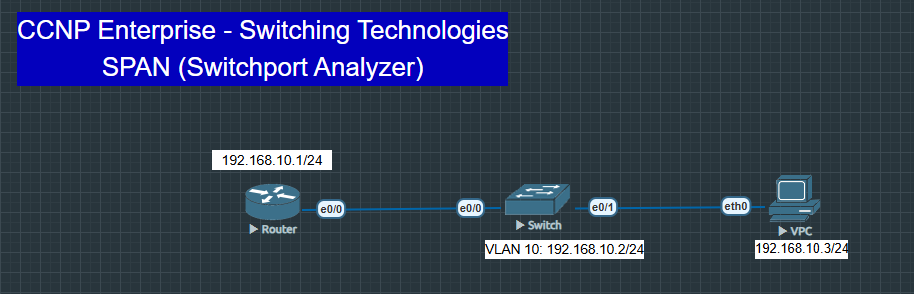 CCNP Enterprise - Switching Technologies
SPAN (Switchport Analyzer)
192.168.10.1/24
e0/0
e0/0
e0/1
eth0
Router
Switch
VPC
VLAN 10: 192.168.10.2/24
192.168.10.3/24